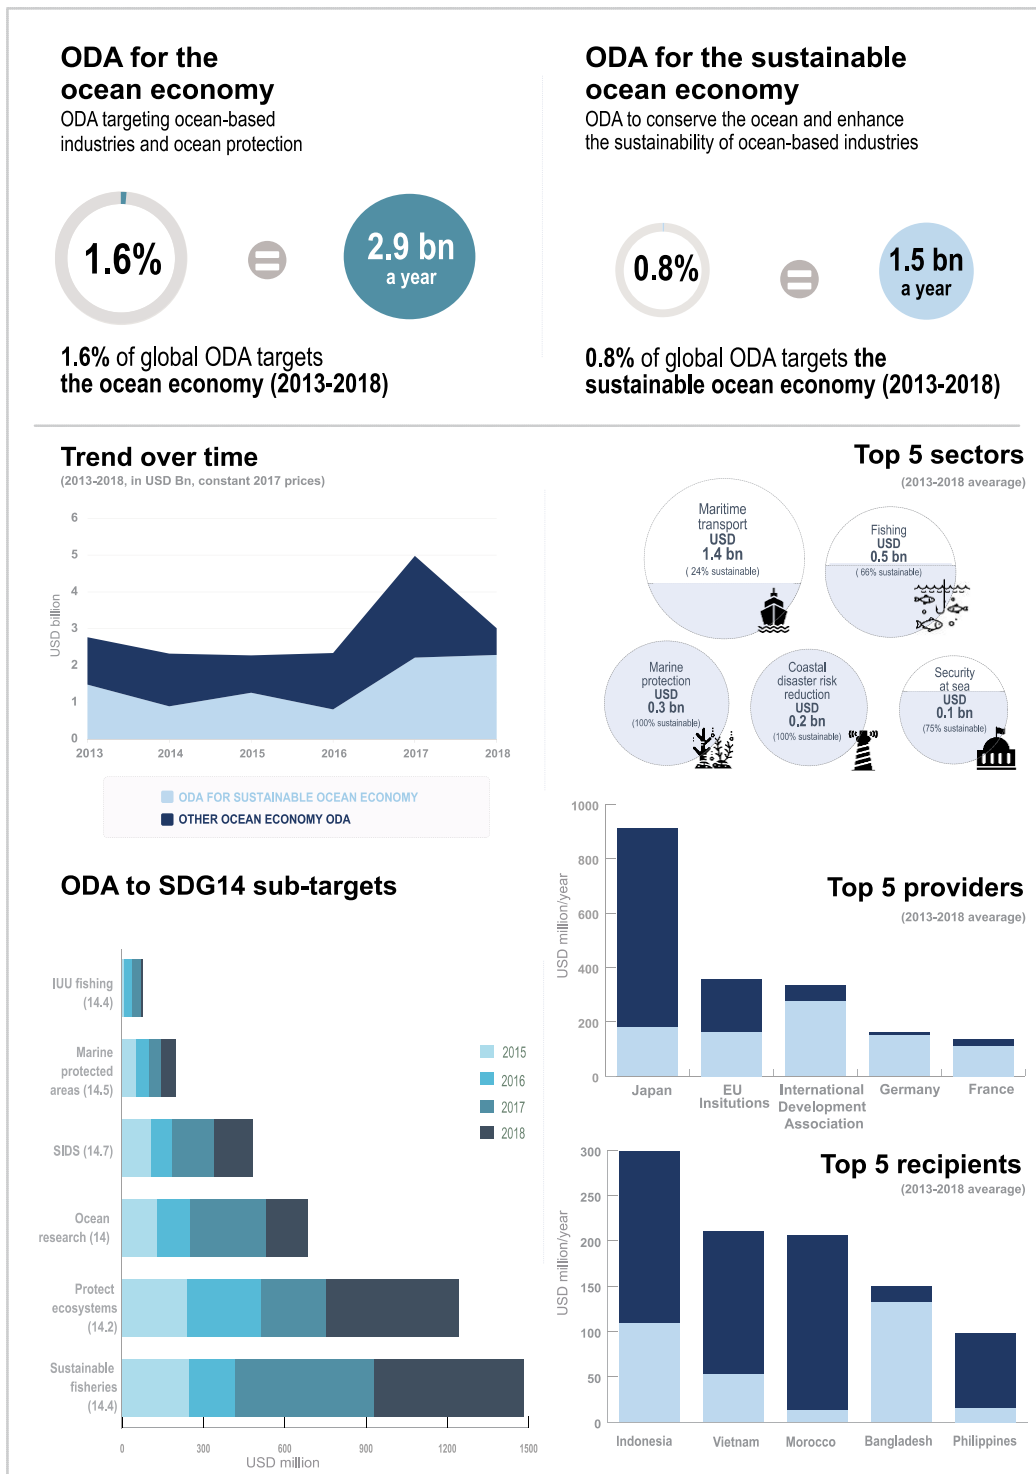 ODA for the
ocean economy
ODA targeting ocean-based
industries and ocean protection
1.6%
2.9 bn
a year
1.6% of global ODA targets
the ocean economy (2013-2018)
ODA for the sustainable
ocean economy
ODA to conserve the ocean and enhance
the sustainability of ocean-based industries
0.8%
1.5 bn
a year
0.8% of global ODA targets the
sustainable ocean economy (2013-2018)
Trend over time
(2013-2018, in USD Bn, constant 2017 prices)
USD billion
6
5
4
3
2
1
0
2013 2014 2015 2016 2017 2018
ODA FOR SUSTAINABLE OCEAN ECONOMY
OTHER OCEAN ECONOMY ODA
Top 5 sectors
(2013-2018 avearage)
Maritime
transport
USD
1.4 bn
( 24% sustainable)
Fishing
USD
0.5 bn
( 66% sustainable)
Marine
protection
USD
0.3 bn
(100% sustainable)
Coastal
disaster risk
reduction
USD
0.2 bn
(100% sustainable)
Security
at sea
USD
0.1 bn
(75% sustainable)
ODA to SDG14 sub-targets
IUU fishing
(14.4)
Marine
protected
areas (14.5)
SIDS (14.7)
Ocean
research (14)
Protect
ecosystems
(14.2)
Sustainable
fisheries
(14.4)
2015
2016
2017
2018
0 300 600 900 1200 1500
USD million
Top 5 providers
(2013-2018 avearage)
USD million/year
1000
800
600
400
200
0
Japan
EU
Insitutions
International
Development
Association
Germany
France
Top 5 recipients
(2013-2018 avearage)
USD million/year
300
250
200
150
100
50
0
Indonesia Vietnam Morocco Bangladesh Philippines